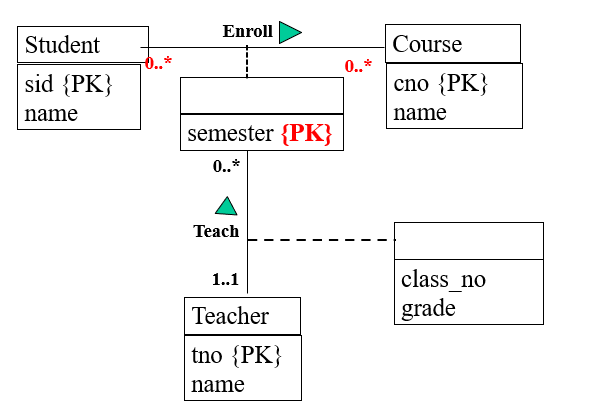 Student
Enroll
Course
0..*
0..*
sid {PK}
name
cno {PK}
name
semester {PK}
0..*
Teach
1..1
class_no
grade
Teacher
tno {PK}
name